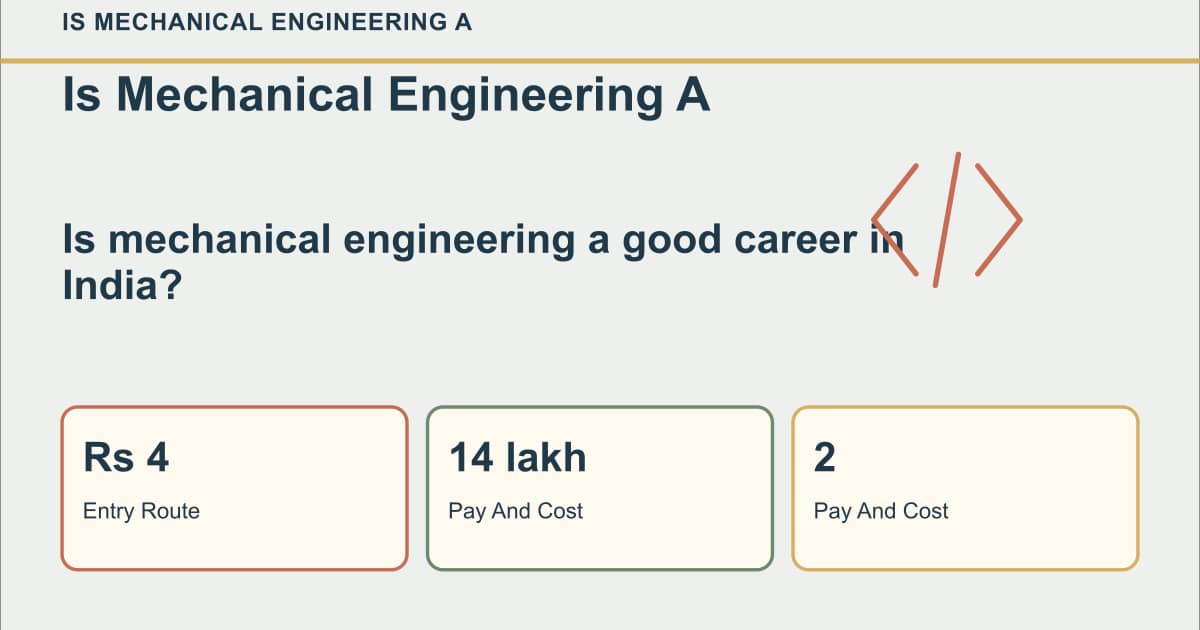 IS MECHANICAL ENGINEERING A
Is Mechanical Engineering A
Is mechanical engineering a good career in
India?
Rs 4
Entry Route
14 lakh
Pay And Cost
2
Pay And Cost